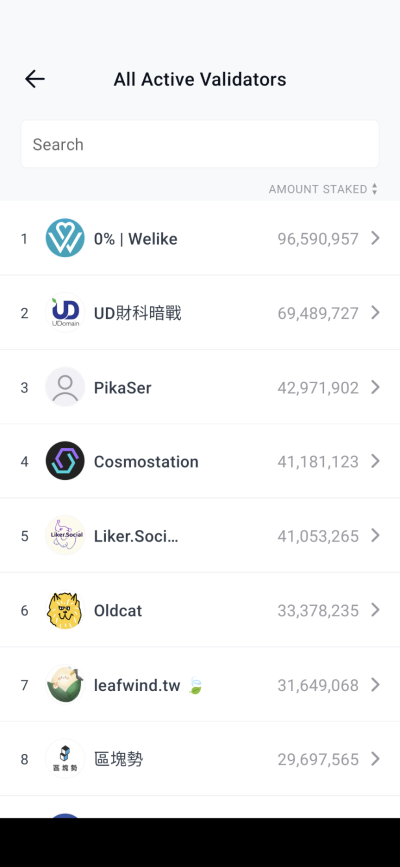 All Active Validators
Search
AMOUNT STAKED
1 0% | Welike 96,590,957
2 UDomain UD財科暗戰 69,489,727
3 PikaSer 42,971,902
4 Cosmostation 41,181,123
5 Liker.Social Liker.Soci... 41,053,265
6 Oldcat 33,378,235
7 leafwind.tw 🍃 31,649,068
8 區塊勢 區塊勢 29,697,565